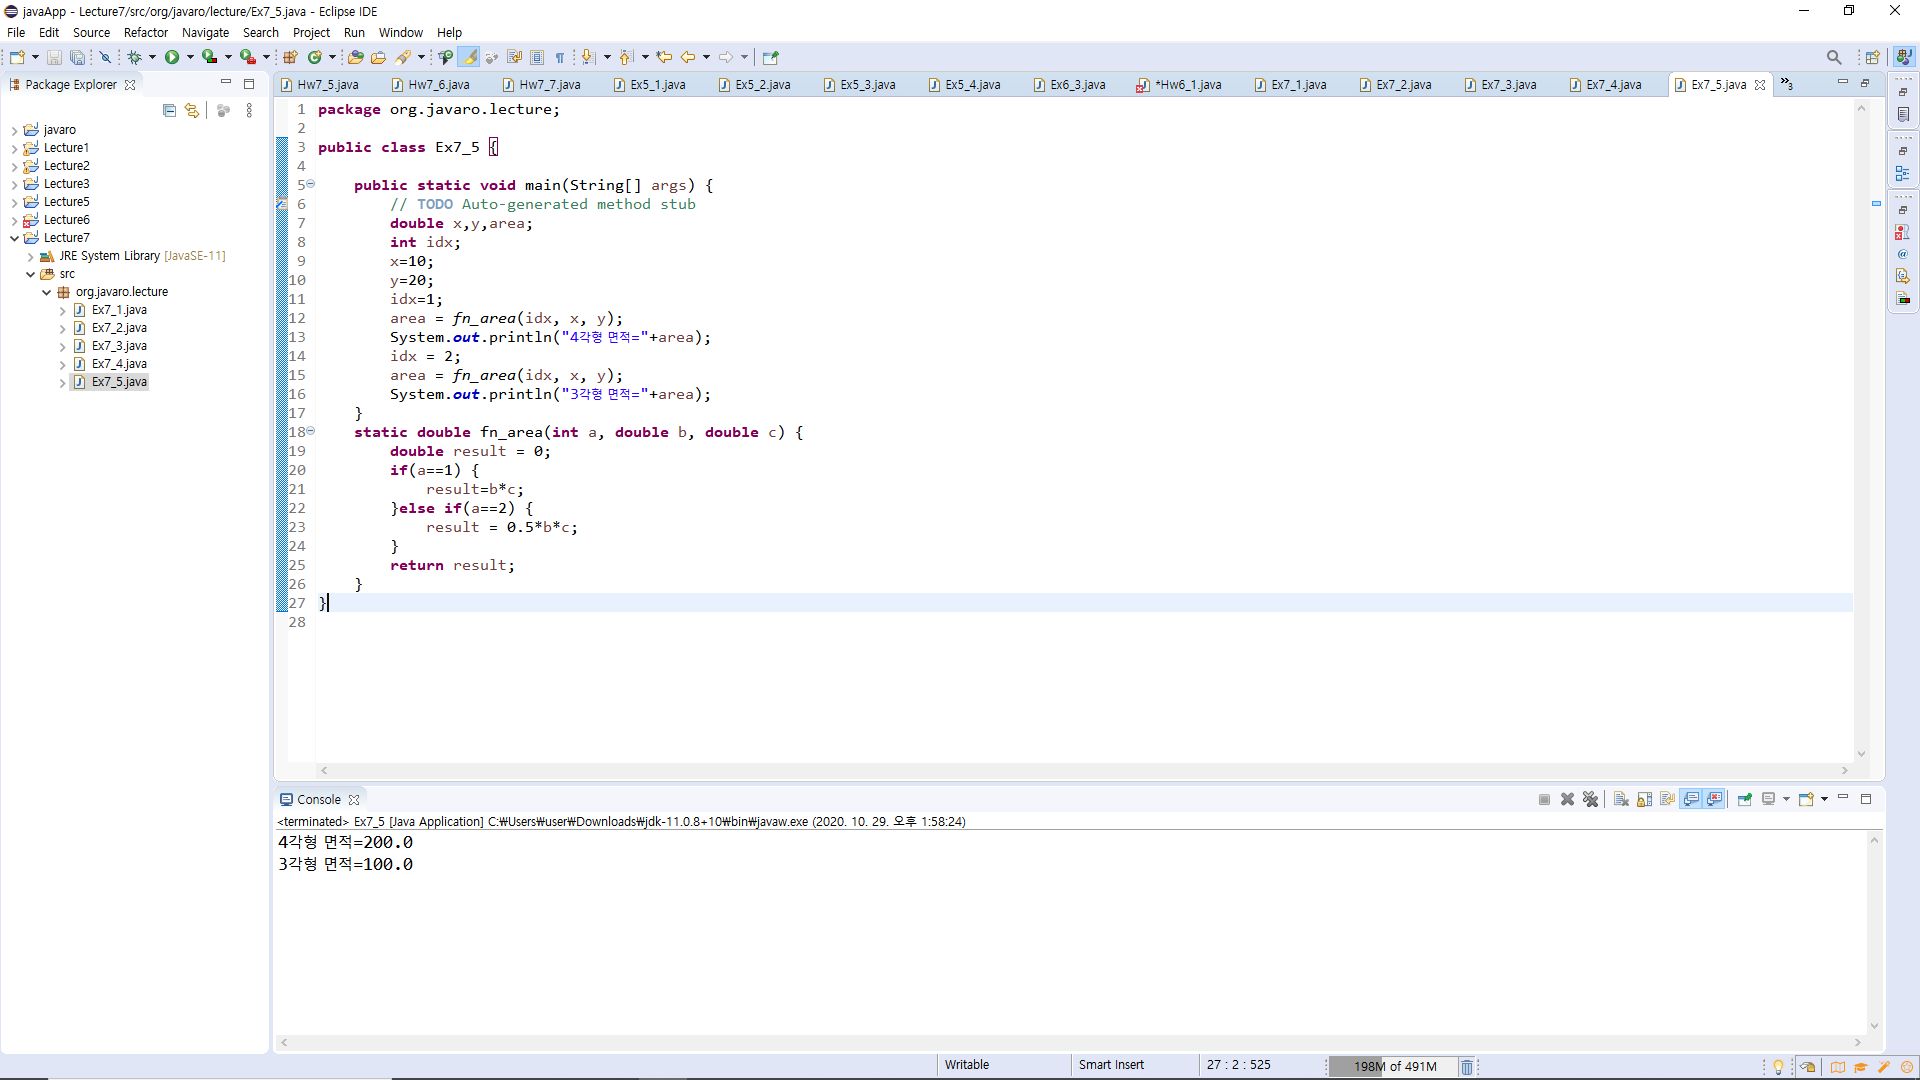 javaApp - Lecture7/src/org/javaro/lecture/Ex7_5.java - Eclipse IDE
File Edit Source Refactor Navigate Search Project Run Window Help
Package Explorer
Hw7_5.java Hw7_6.java Hw7_7.java Ex5_1.java Ex5_2.java Ex5_3.java Ex5_4.java Ex6_3.java *Hw6_1.java Ex7_1.java Ex7_2.java Ex7_3.java Ex7_4.java Ex7_5.java »3
javaro
Lecture1
Lecture2
Lecture3
Lecture5
Lecture6
Lecture7
JRE System Library [JavaSE-11]
src
org.javaro.lecture
Ex7_1.java
Ex7_2.java
Ex7_3.java
Ex7_4.java
Ex7_5.java
1 package org.javaro.lecture;
2
3 public class Ex7_5 {
4
5 public static void main(String[] args) {
6 // TODO Auto-generated method stub
7 double x,y,area;
8 int idx;
9 x=10;
10 y=20;
11 idx=1;
12 area = fn_area(idx, x, y);
13 System.out.println("4각형 면적="+area);
14 idx = 2;
15 area = fn_area(idx, x, y);
16 System.out.println("3각형 면적="+area);
17 }
18 static double fn_area(int a, double b, double c) {
19 double result = 0;
20 if(a==1) {
21 result=b*c;
22 }else if(a==2) {
23 result = 0.5*b*c;
24 }
25 return result;
26 }
27 }
28
Console
<terminated> Ex7_5 [Java Application] C:₩Users₩user₩Downloads₩jdk-11.0.8+10₩bin₩javaw.exe (2020. 10. 29. 오후 1:58:24)
4각형 면적=200.0
3각형 면적=100.0
Writable Smart Insert 27 : 2 : 525 198M of 491M